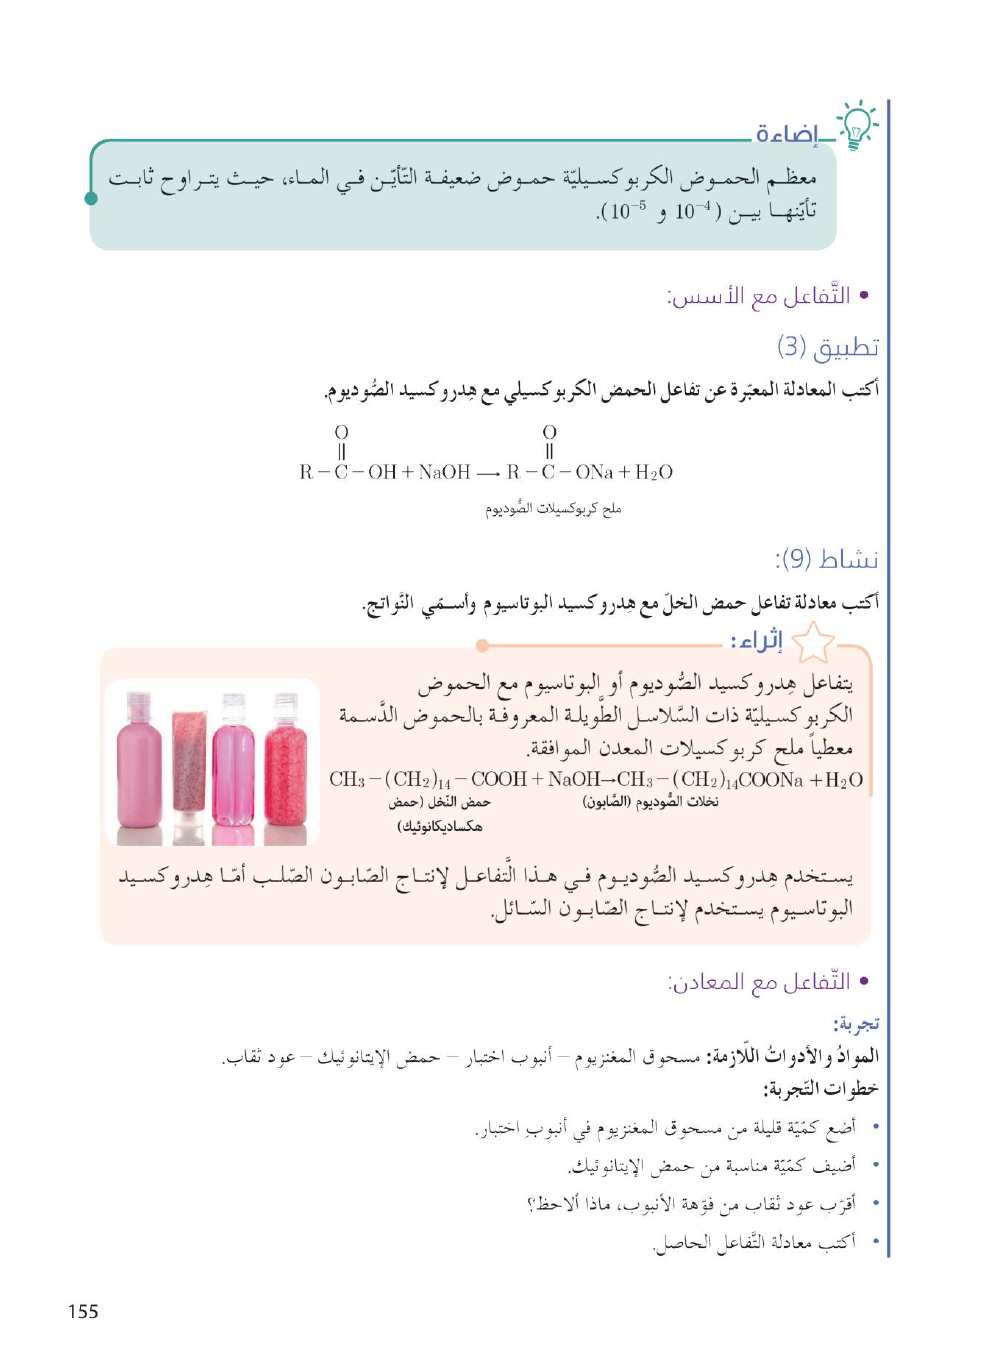 إضاءة
معظم الحموض الكربوكسيليّة حموض ضعيفة التّأيّن في الماء، حيث يتراوح ثابت
تأيّنها بين (10⁻⁴ و 10⁻⁵).
• التَّفاعل مع الأسس:
تطبيق (3)
أكتب المعادلة المعبّرة عن تفاعل الحمض الكربوكسيلي مع هِدروكسيد الصُّوديوم.
O O
|| ||
R – C – OH + NaOH ⟶ R – C – ONa + H₂O
ملح كربوكسيلات الصُّوديوم
نشاط (9):
أكتب معادلة تفاعل حمض الخلّ مع هِدروكسيد البوتاسيوم وأسمّي النَّواتج.
إثراء:
يتفاعل هِدروكسيد الصُّوديوم أو البوتاسيوم مع الحموض
الكربوكسيليّة ذات السَّلاسل الطَّويلة المعروفة بالحموض الدَّسمة
معطياً ملح كربوكسيلات المعدن الموافقة.
CH₃ – (CH₂)₁₄ – COOH + NaOH→CH₃ – (CH₂)₁₄COONa + H₂O
حمض النّخل (حمض نخلات الصُّوديوم (الصَّابون)
هكساديكانوئيك)
يستخدم هِدروكسيد الصُّوديوم في هذا التَّفاعل لإنتاج الصّابون الصّلب أمّا هِدروكسيد
البوتاسيوم يستخدم لإنتاج الصّابون السّائل.
• التَّفاعل مع المعادن:
تجربة:
الموادُ والأدواتُ اللّازمة: مسحوق المغنزيوم – أنبوب اختبار – حمض الإيتانوئيك – عود ثقاب.
خطوات التّجربة:
• أضع كمّيّة قليلة من مسحوق المغنزيوم في أنبوبِ اختبار.
• أضيف كمّيّة مناسبة من حمض الإيتانوئيك.
• أقرّب عود ثقاب من فوّهة الأنبوب، ماذا ألاحظ؟
• أكتب معادلة التَّفاعل الحاصل.
155